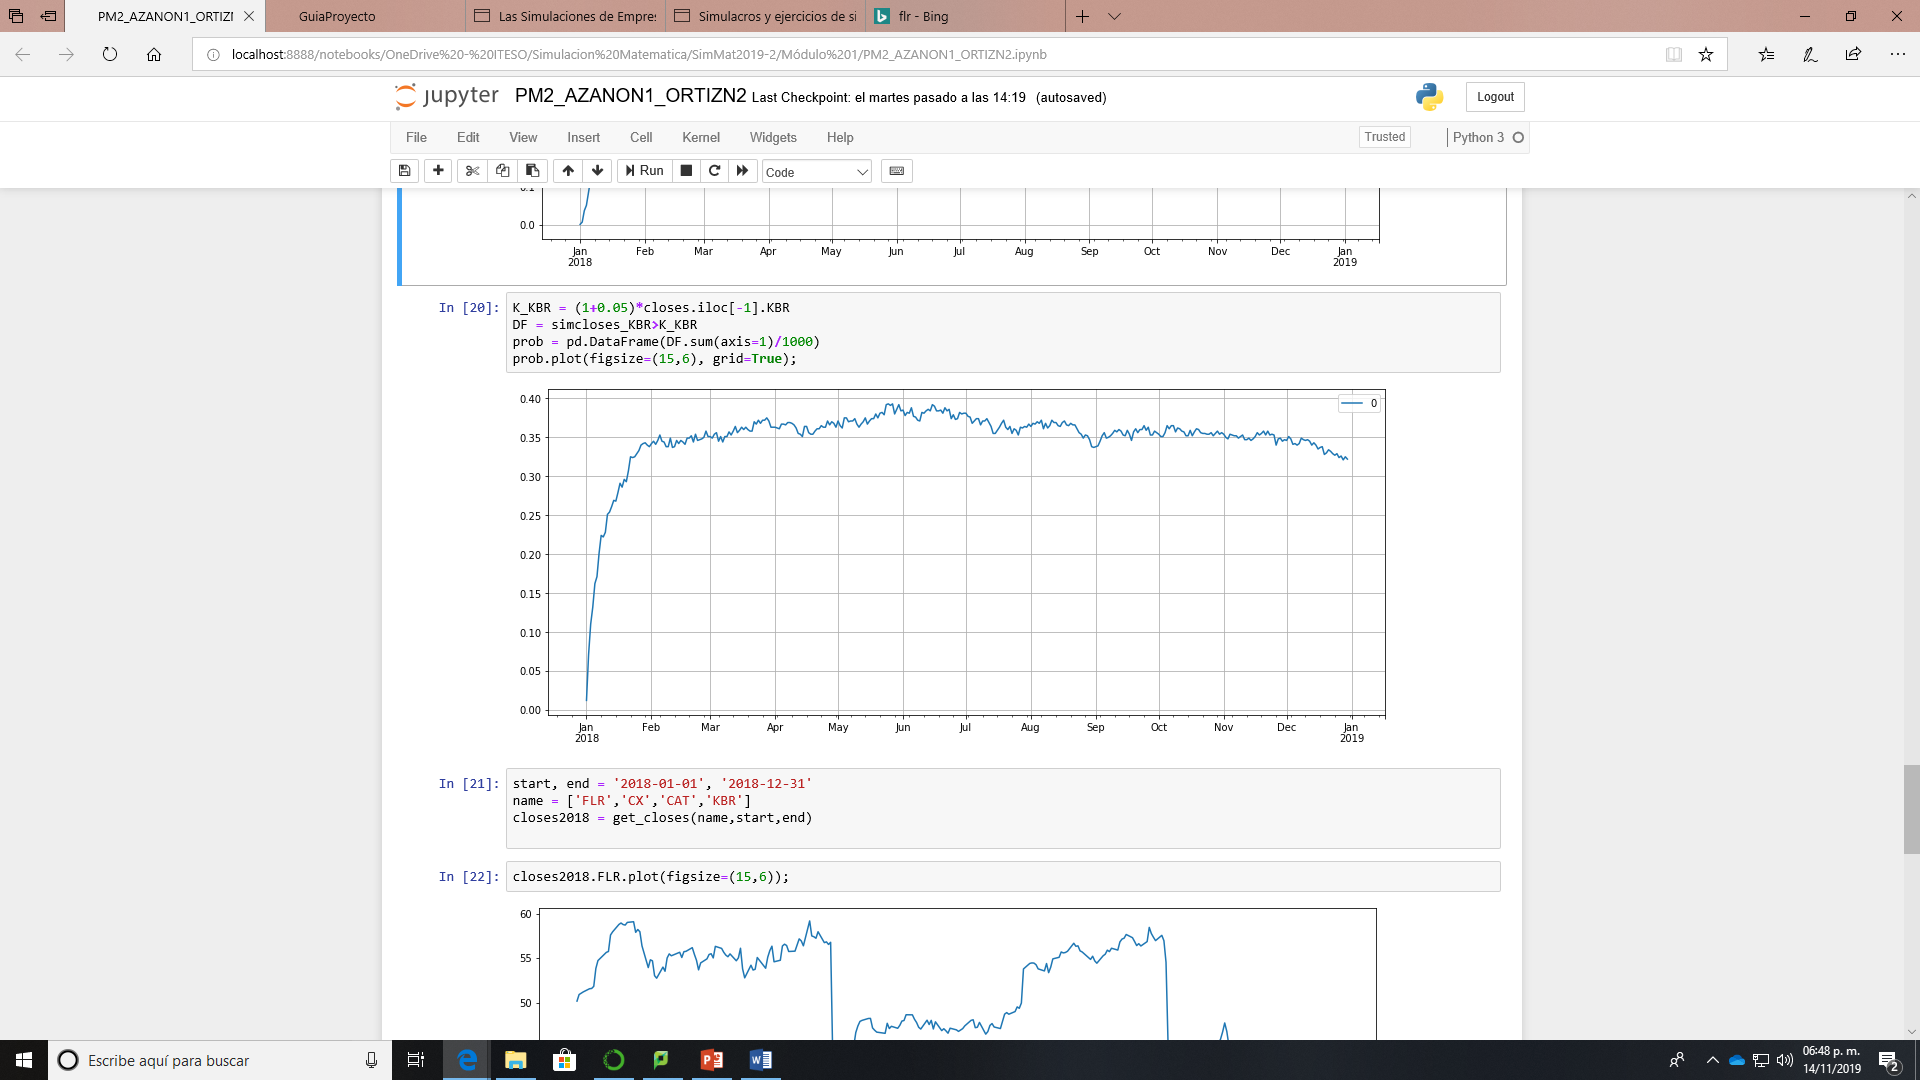 PM2_AZANON1_ORTIZI
GuiaProyecto
Las Simulaciones de Empres
Simulacros y ejercicios de si
flr - Bing
localhost:8888/notebooks/OneDrive%20-%20ITESO/Simulacion%20Matematica/SimMat2019-2/Módulo%201/PM2_AZANON1_ORTIZN2.ipynb
jupyter PM2_AZANON1_ORTIZN2 Last Checkpoint: el martes pasado a las 14:19 (autosaved)
Logout
File Edit View Insert Cell Kernel Widgets Help
Trusted
Python 3
Run
Code
0.1
0.0
Jan Feb Mar Apr May Jun Jul Aug Sep Oct Nov Dec Jan
2018 2019
In [20]:
K_KBR = (1+0.05)*closes.iloc[-1].KBR
DF = simcloses_KBR>K_KBR
prob = pd.DataFrame(DF.sum(axis=1)/1000)
prob.plot(figsize=(15,6), grid=True);
0
0.40
0.35
0.30
0.25
0.20
0.15
0.10
0.05
0.00
Jan Feb Mar Apr May Jun Jul Aug Sep Oct Nov Dec Jan
2018 2019
In [21]:
start, end = '2018-01-01', '2018-12-31'
name = ['FLR','CX','CAT','KBR']
closes2018 = get_closes(name,start,end)
In [22]:
closes2018.FLR.plot(figsize=(15,6));
60
55
50
Escribe aquí para buscar
06:48 p. m.
14/11/2019
2